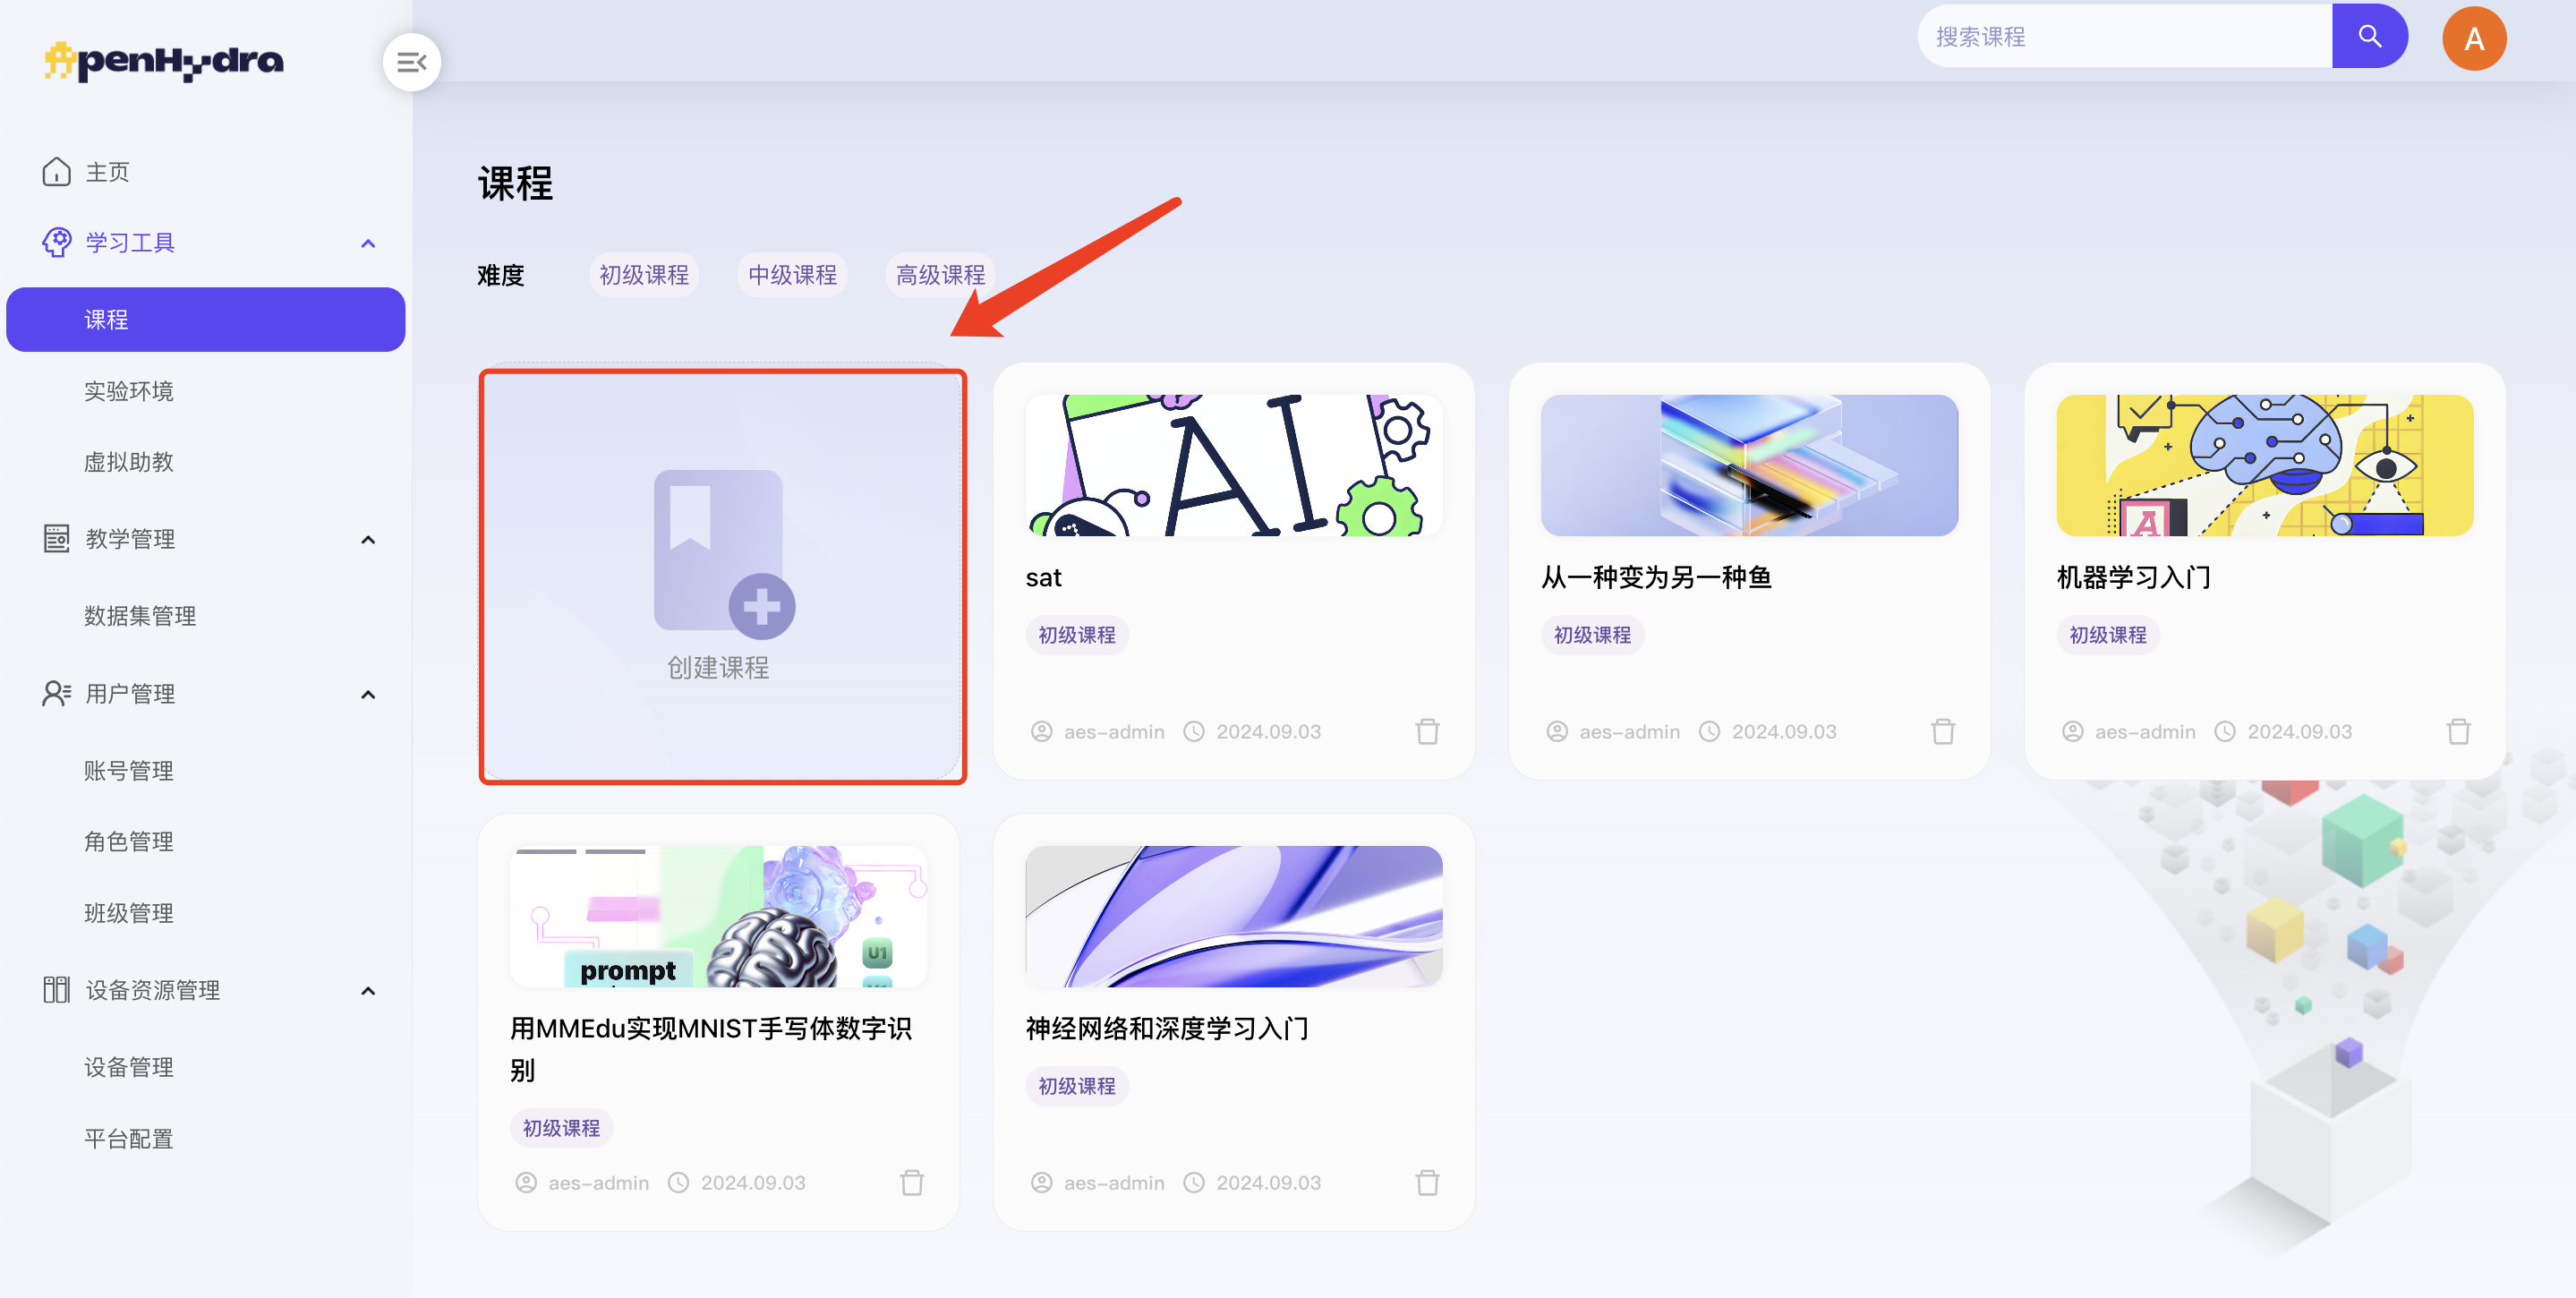 OpenHydra
搜索课程
A
主页
学习工具
课程
实验环境
虚拟助教
教学管理
数据集管理
用户管理
账号管理
角色管理
班级管理
设备资源管理
设备管理
平台配置
课程
难度 初级课程 中级课程 高级课程
创建课程
AI
sat
初级课程
aes-admin 2024.09.03
从一种变为另一种鱼
初级课程
aes-admin 2024.09.03
A
机器学习入门
初级课程
aes-admin 2024.09.03
prompt
U1
用MMEdu实现MNIST手写体数字识
别
初级课程
aes-admin 2024.09.03
神经网络和深度学习入门
初级课程
aes-admin 2024.09.03